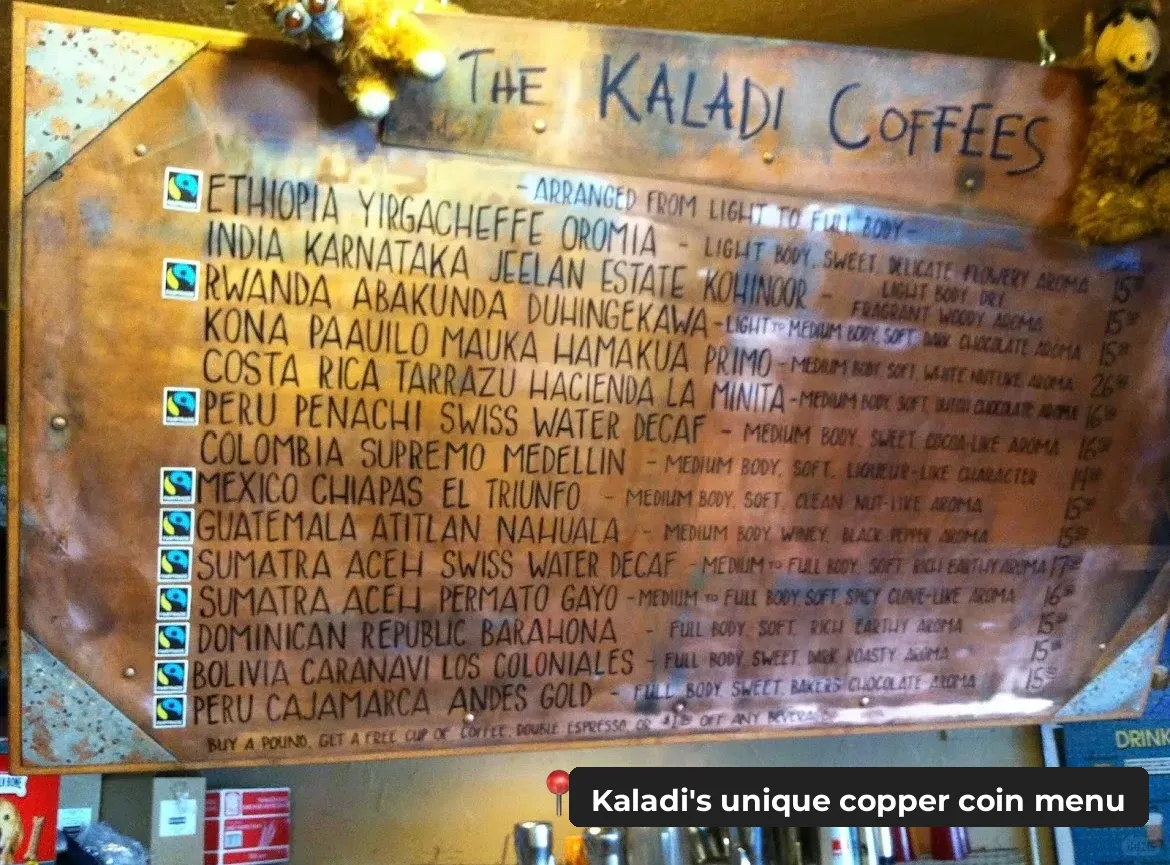 THE KALADI COFFEES
- ARRANGED FROM LIGHT TO FULL BODY -
ETHIOPIA YIRGACHEFFE OROMIA - LIGHT BODY, SWEET, DELICATE, FLOWERY AROMA 15
INDIA KARNATAKA JEELAN ESTATE KOHINOOR - LIGHT BODY, DRY
FRAGRANT WOODY AROMA 15
RWANDA ABAKUNDA DUHINGEKAWA - LIGHT TO MEDIUM BODY, SOFT, DARK CHOCOLATE AROMA 15
KONA PAAUILO MAUKA HAMAKUA PRIMO - MEDIUM BODY, SOFT, WHITE NUT-LIKE AROMA 26
COSTA RICA TARRAZU HACIENDA LA MINITA - MEDIUM BODY, SOFT, DUTCH CHOCOLATE AROMA 16
PERU PENACHI SWISS WATER DECAF - MEDIUM BODY, SWEET COCOA-LIKE AROMA 16
COLOMBIA SUPREMO MEDELLIN - MEDIUM BODY, SOFT, LIQUEUR-LIKE CHARACTER 14
MEXICO CHIAPAS EL TRIUNFO - MEDIUM BODY, SOFT, CLEAN NUT-LIKE AROMA 15
GUATEMALA ATITLAN NAHUALA - MEDIUM BODY WINEY, BLACK PEPPER AROMA 15
SUMATRA ACEH SWISS WATER DECAF - MEDIUM TO FULL BODY, SOFT, RICH EARTHY AROMA 17
SUMATRA ACEH PERMATO GAYO - MEDIUM TO FULL BODY, SOFT, SPICY CLOVE-LIKE AROMA 16
DOMINICAN REPUBLIC BARAHONA - FULL BODY, SOFT, RICH EARTHY AROMA 15
BOLIVIA CARANAVI LOS COLONIALES - FULL BODY, SWEET, DARK ROASTY AROMA 15
PERU CAJAMARCA ANDES GOLD - FULL BODY, SWEET, BAKERS CHOCOLATE AROMA 15
BUY A POUND, GET A FREE CUP OF COFFEE, DOUBLE ESPRESSO OR OFF ANY BEVERAGE
DRINK
Kaladi's unique copper coin menu